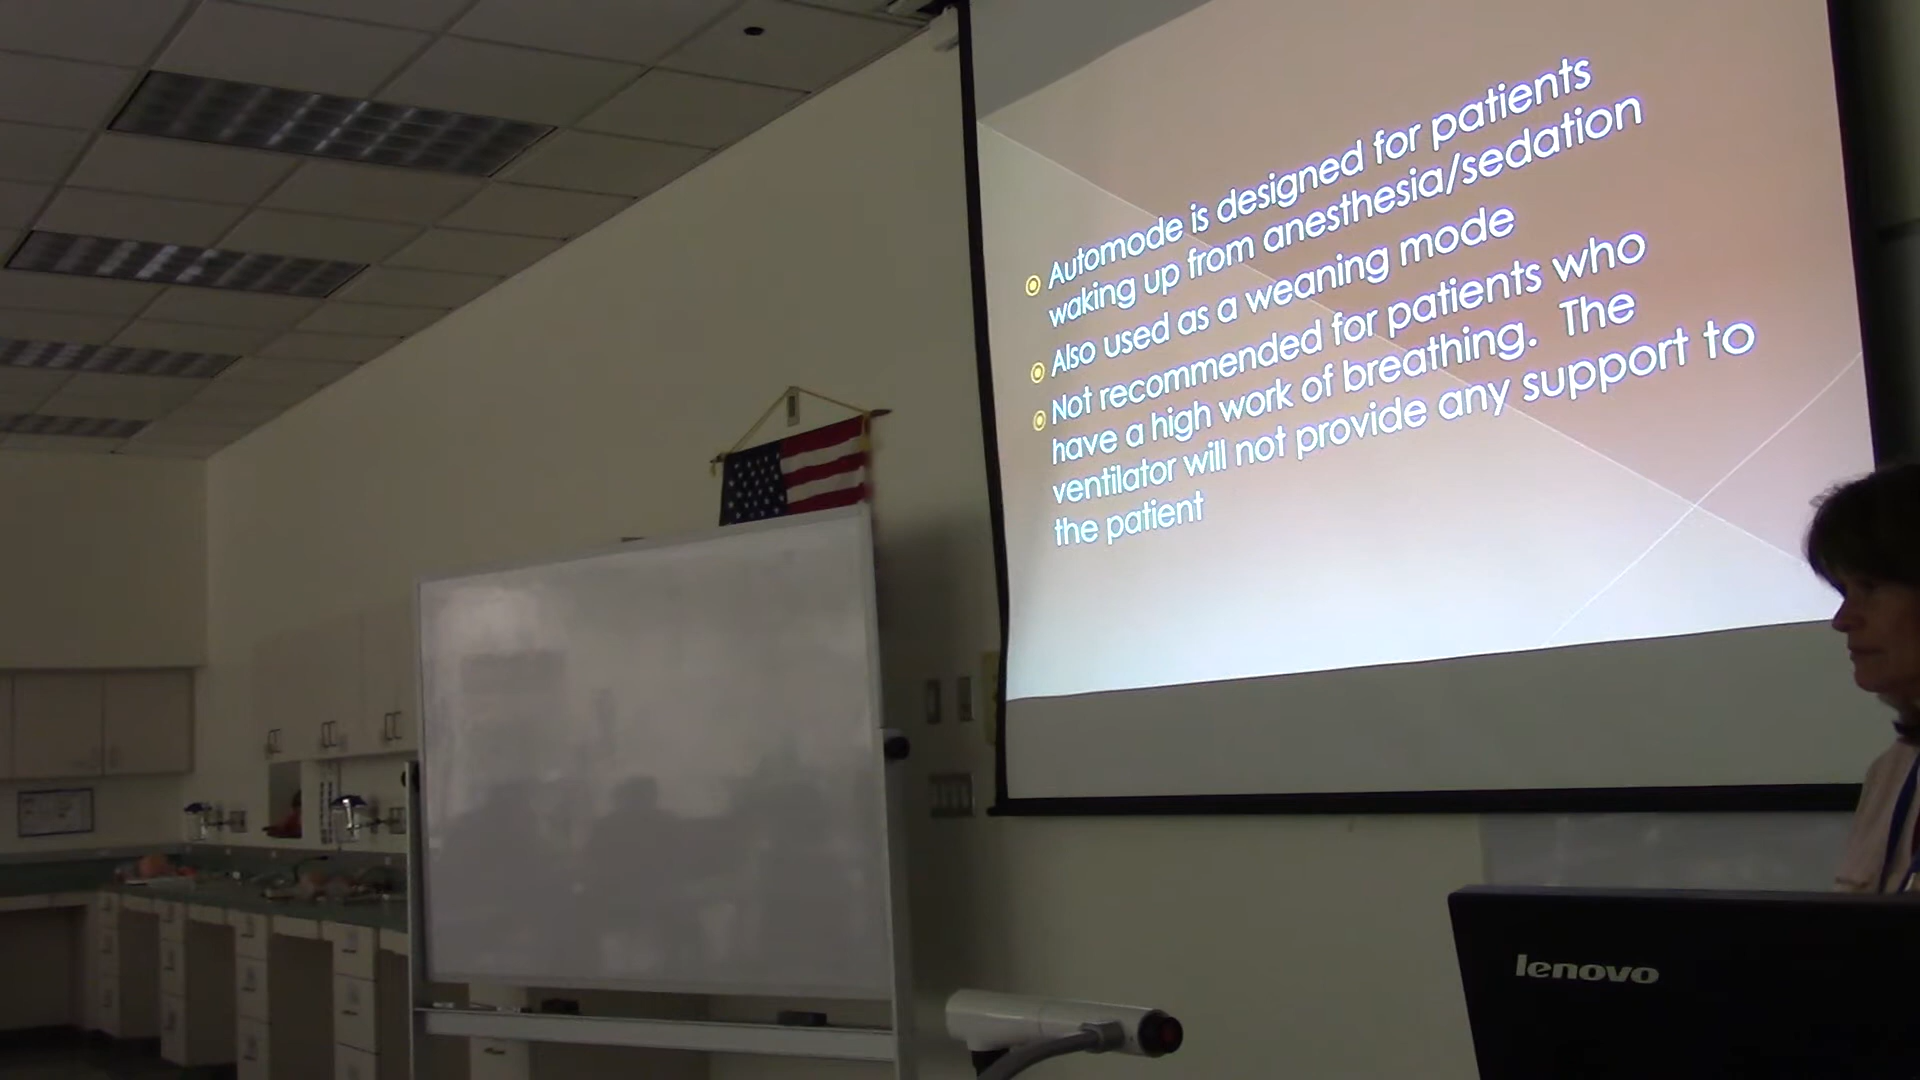 Automode is designed for patients
waking up from anesthesia/sedation
Also used as a weaning mode
Not recommended for patients who
have a high work of breathing. The
ventilator will not provide any support to
the patient
lenovo